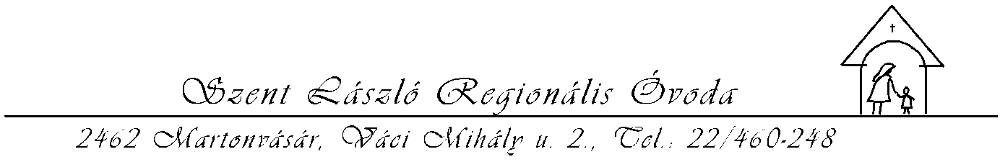 Szent László Regionális Óvoda
2462 Martonvásár, Váci Mihály u. 2., Tel.: 22/460-248